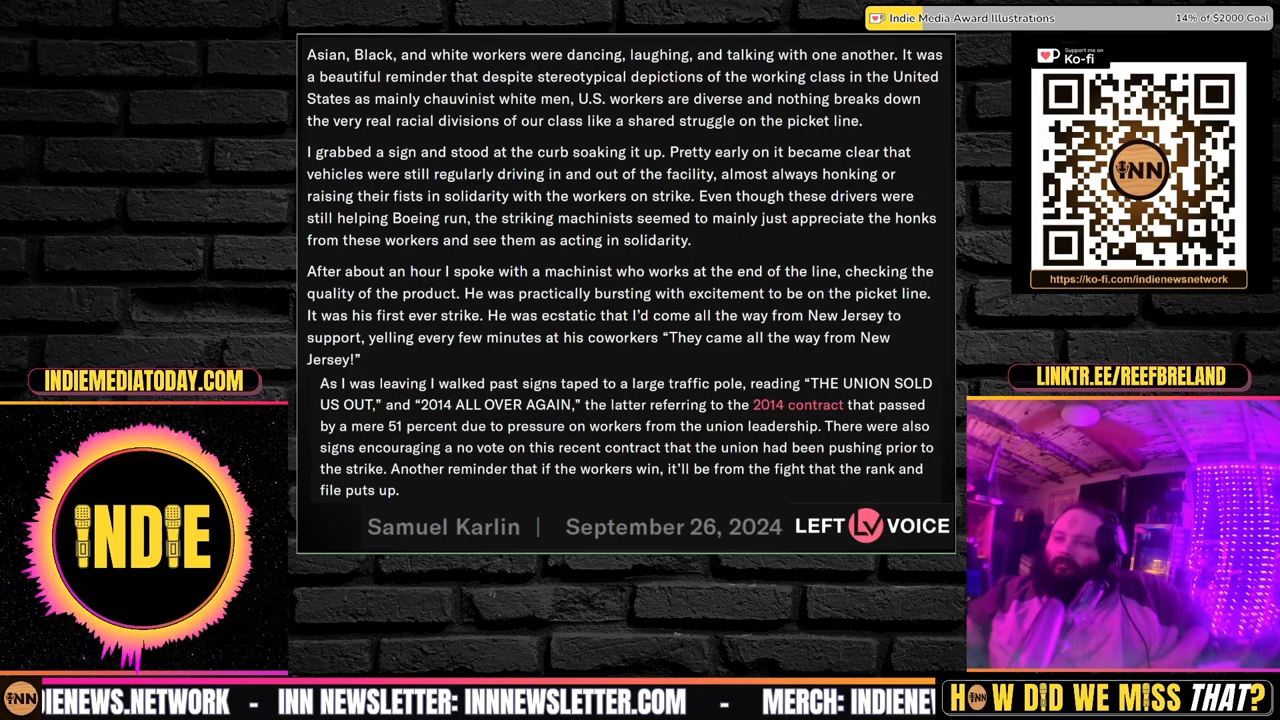 Indie Media Award Illustrations
14% of $2000 Goal
Asian, Black, and white workers were dancing, laughing, and talking with one another. It was
a beautiful reminder that despite stereotypical depictions of the working class in the United
States as mainly chauvinist white men, U.S. workers are diverse and nothing breaks down
the very real racial divisions of our class like a shared struggle on the picket line.
I grabbed a sign and stood at the curb soaking it up. Pretty early on it became clear that
vehicles were still regularly driving in and out of the facility, almost always honking or
raising their fists in solidarity with the workers on strike. Even though these drivers were
still helping Boeing run, the striking machinists seemed to mainly just appreciate the honks
from these workers and see them as acting in solidarity.
After about an hour I spoke with a machinist who works at the end of the line, checking the
quality of the product. He was practically bursting with excitement to be on the picket line.
It was his first ever strike. He was ecstatic that I’d come all the way from New Jersey to
support, yelling every few minutes at his coworkers “They came all the way from New
Jersey!”
As I was leaving I walked past signs taped to a large traffic pole, reading “THE UNION SOLD
US OUT,” and “2014 ALL OVER AGAIN,” the latter referring to the 2014 contract that passed
by a mere 51 percent due to pressure on workers from the union leadership. There were also
signs encouraging a no vote on this recent contract that the union had been pushing prior to
the strike. Another reminder that if the workers win, it’ll be from the fight that the rank and
file puts up.
Samuel Karlin | September 26, 2024 LEFT LV VOICE
Support me on
Ko-fi
INN
https://ko-fi.com/indienewsnetwork
INDIEMEDIATODAY.COM
LINKTR.EE/REEFBRELAND
INDIE
INN
DIENEWS.NETWORK - INN NEWSLETTER: INNNEWSLETTER.COM - MERCH: INDIENE
HOW DID WE MISS THAT?